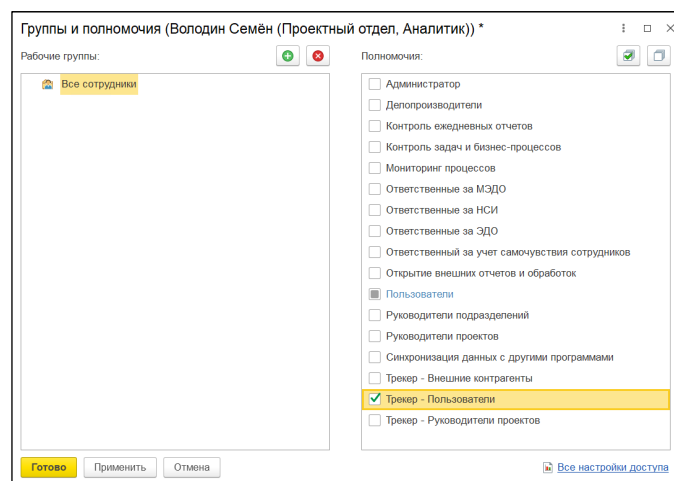 Группы и полномочия (Володин Семён (Проектный отдел, Аналитик)) *
Рабочие группы:
Все сотрудники
Полномочия:
Администратор
Делопроизводители
Контроль ежедневных отчетов
Контроль задач и бизнес-процессов
Мониторинг процессов
Ответственные за МЭДО
Ответственные за НСИ
Ответственные за ЭДО
Ответственный за учет самочувствия сотрудников
Открытие внешних отчетов и обработок
Пользователи
Руководители подразделений
Руководители проектов
Синхронизация данных с другими программами
Трекер - Внешние контрагенты
Трекер - Пользователи
Трекер - Руководители проектов
Готово Применить Отмена Все настройки доступа